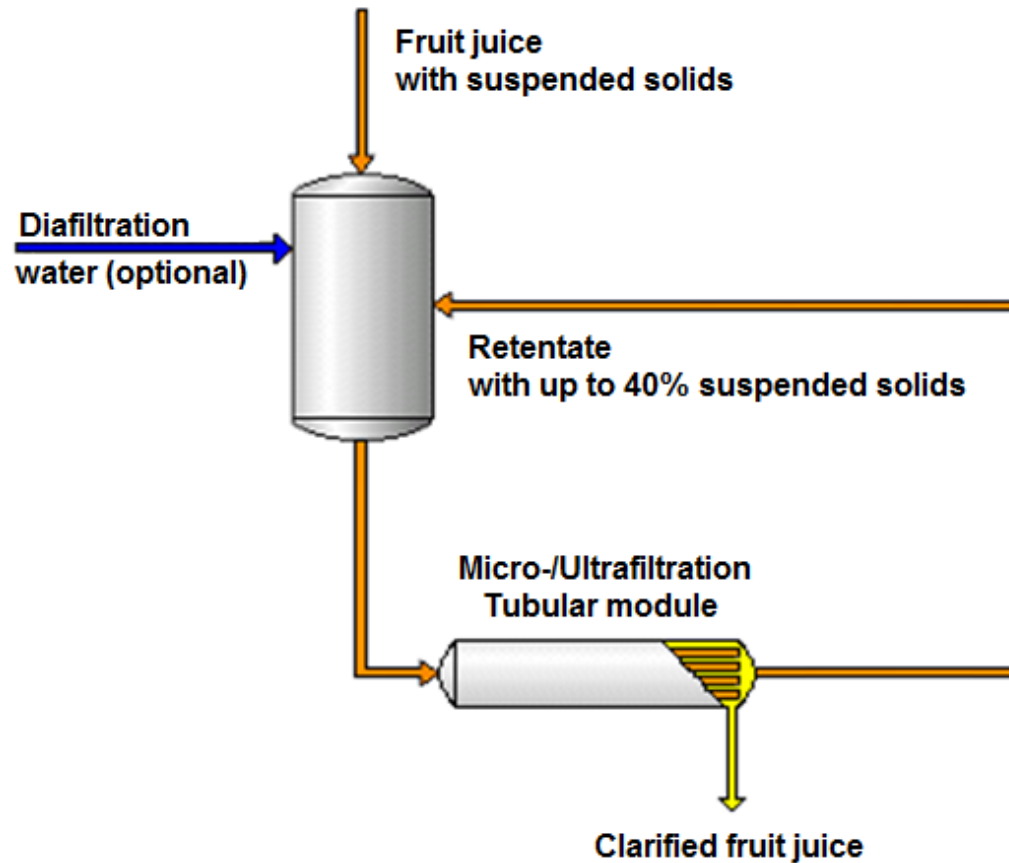 Fruit juice
with suspended solids
Diafiltration
water (optional)
Retentate
with up to 40% suspended solids
Micro-/Ultrafiltration
Tubular module
Clarified fruit juice